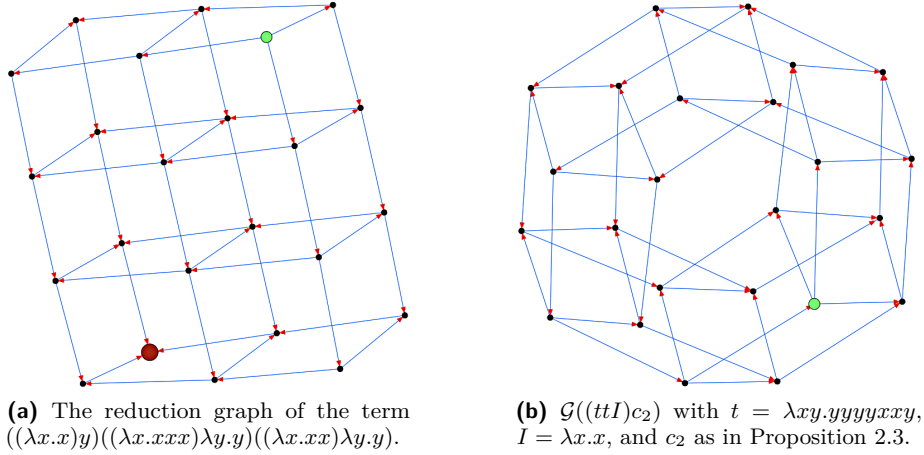 (a) The reduction graph of the term
((λx.x)y)((λx.xxx)λy.y)((λx.xx)λy.y).
(b) 𝒢((ttI)c₂) with t = λxy.yyyyxxy,
I = λx.x, and c₂ as in Proposition 2.3.